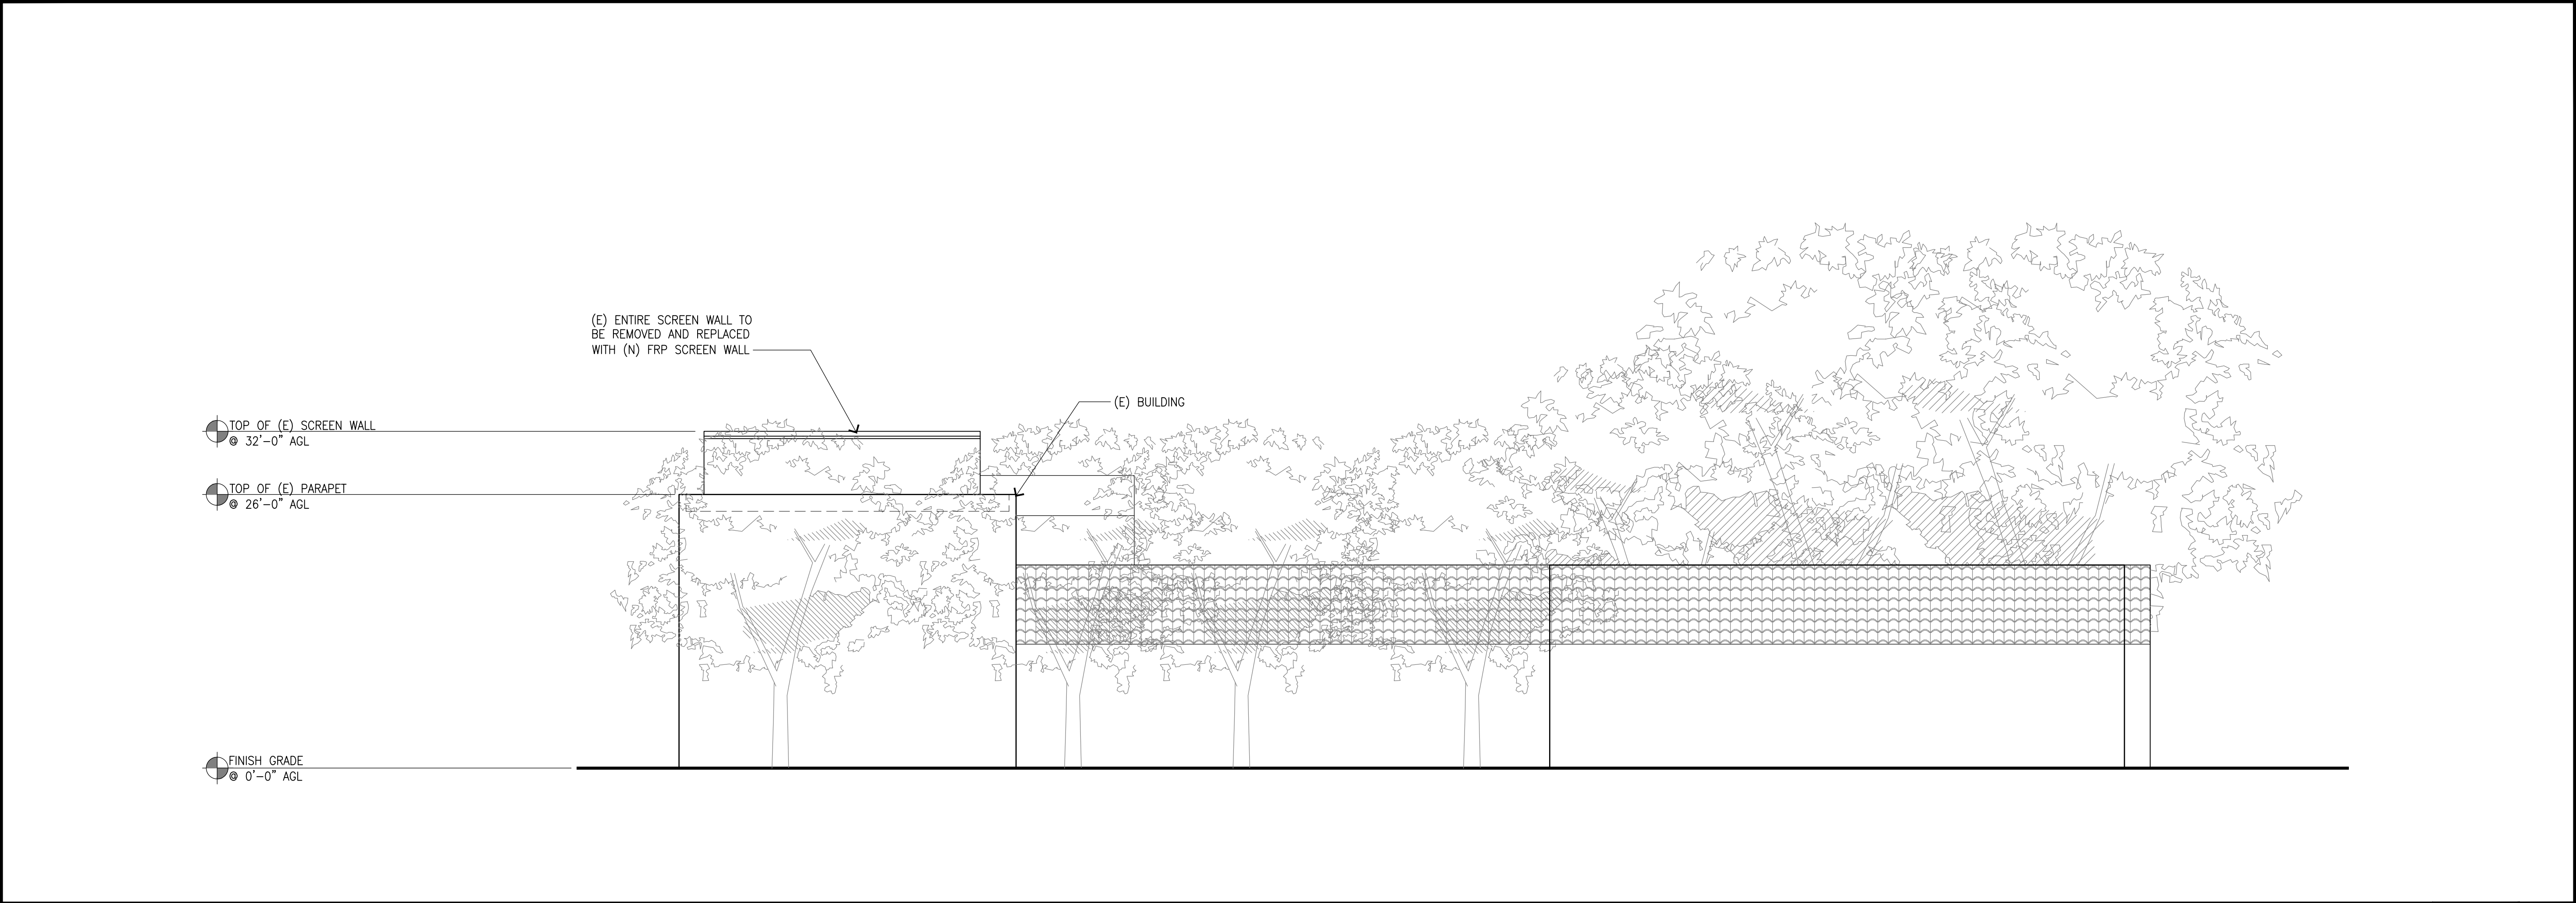 (E) ENTIRE SCREEN WALL TO
BE REMOVED AND REPLACED
WITH (N) FRP SCREEN WALL
(E) BUILDING
TOP OF (E) SCREEN WALL
@ 32'-0" AGL
TOP OF (E) PARAPET
@ 26'-0" AGL
FINISH GRADE
@ 0'-0" AGL